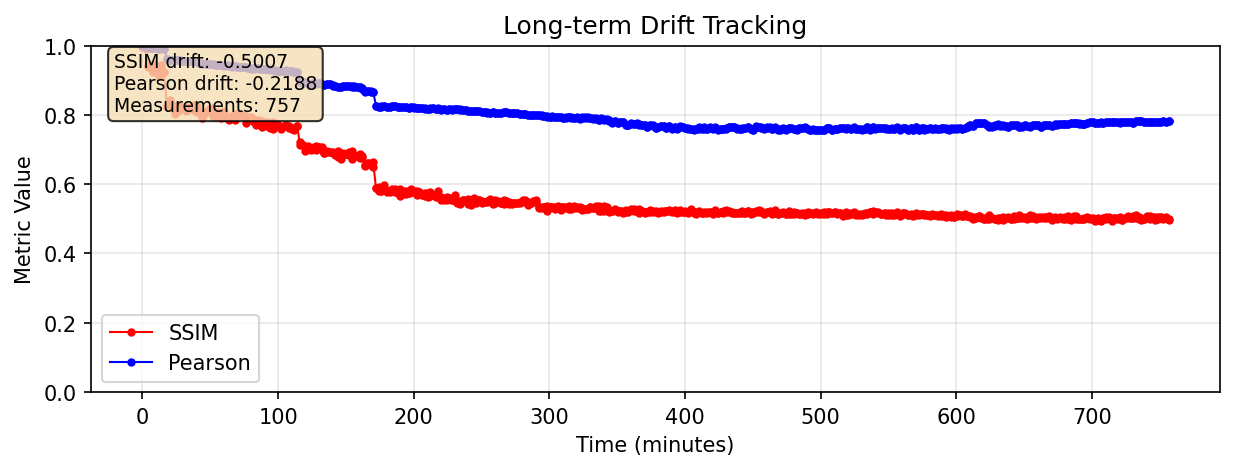 Long-term Drift Tracking
Metric Value
1.0
0.8
0.6
0.4
0.2
0.0
SSIM drift: -0.5007
Pearson drift: -0.2188
Measurements: 757
SSIM
Pearson
0 100 200 300 400 500 600 700
Time (minutes)